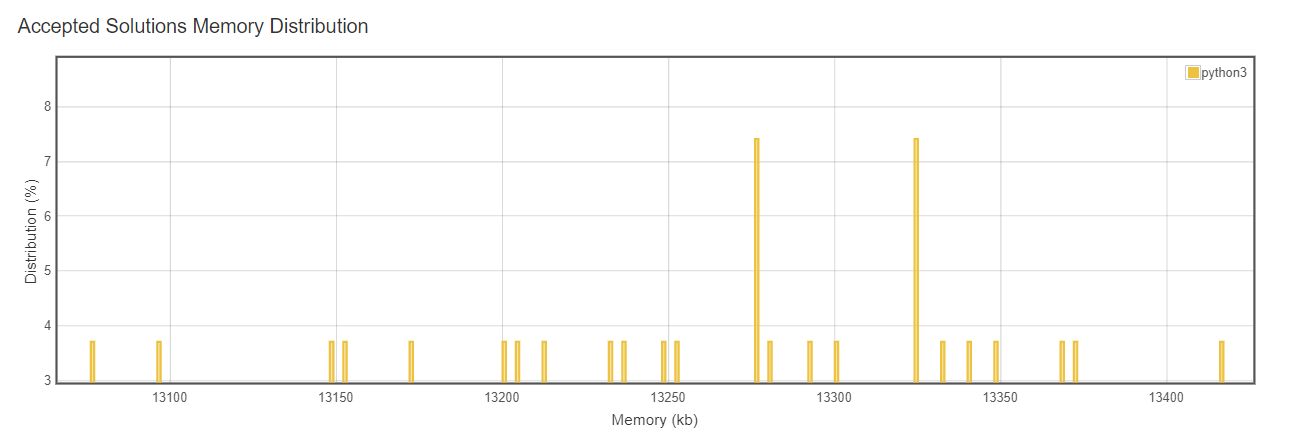 Accepted Solutions Memory Distribution
python3
Distribution (%)
8
7
6
5
4
3
13100 13150 13200 13250 13300 13350 13400
Memory (kb)